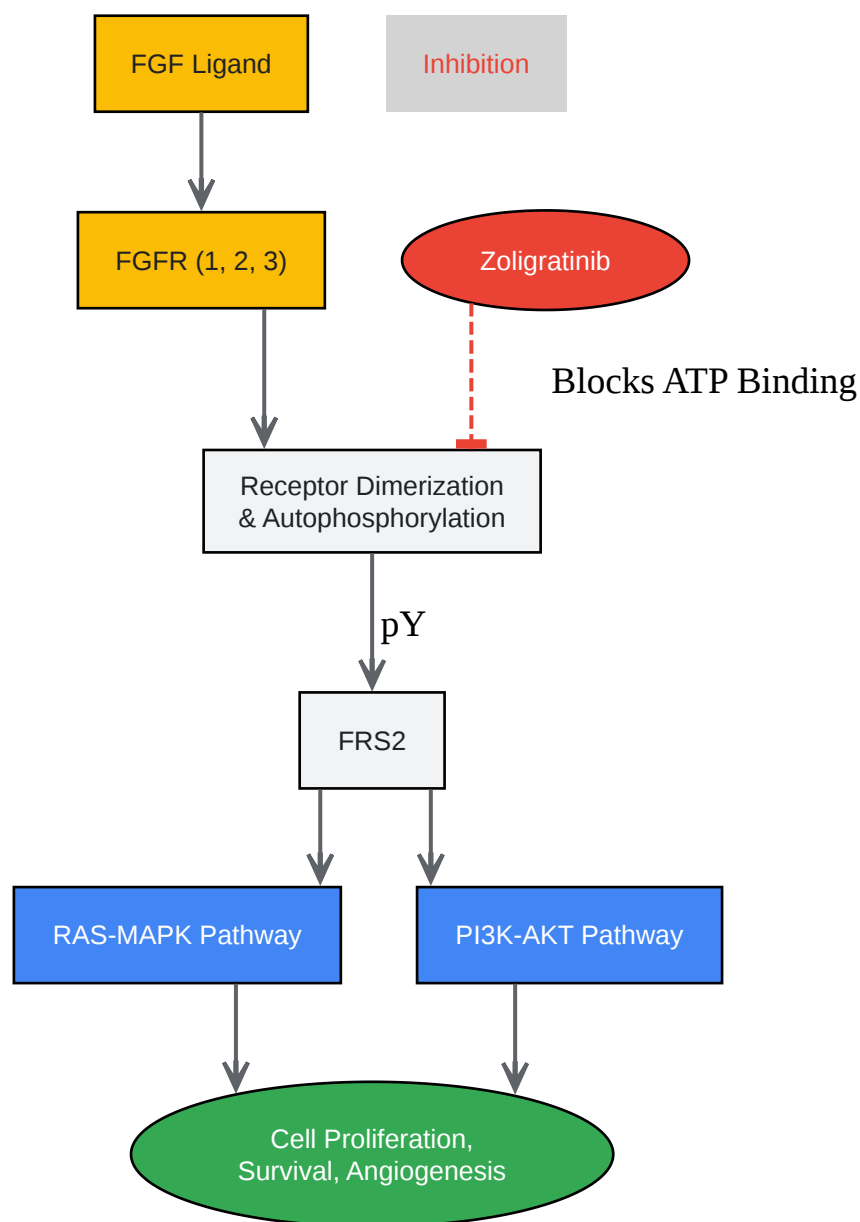 FGF Ligand
Inhibition
FGFR (1, 2, 3)
Zoligratinib
Blocks ATP Binding
Receptor Dimerization
& Autophosphorylation
pY
FRS2
RAS-MAPK Pathway
PI3K-AKT Pathway
Cell Proliferation,
Survival, Angiogenesis